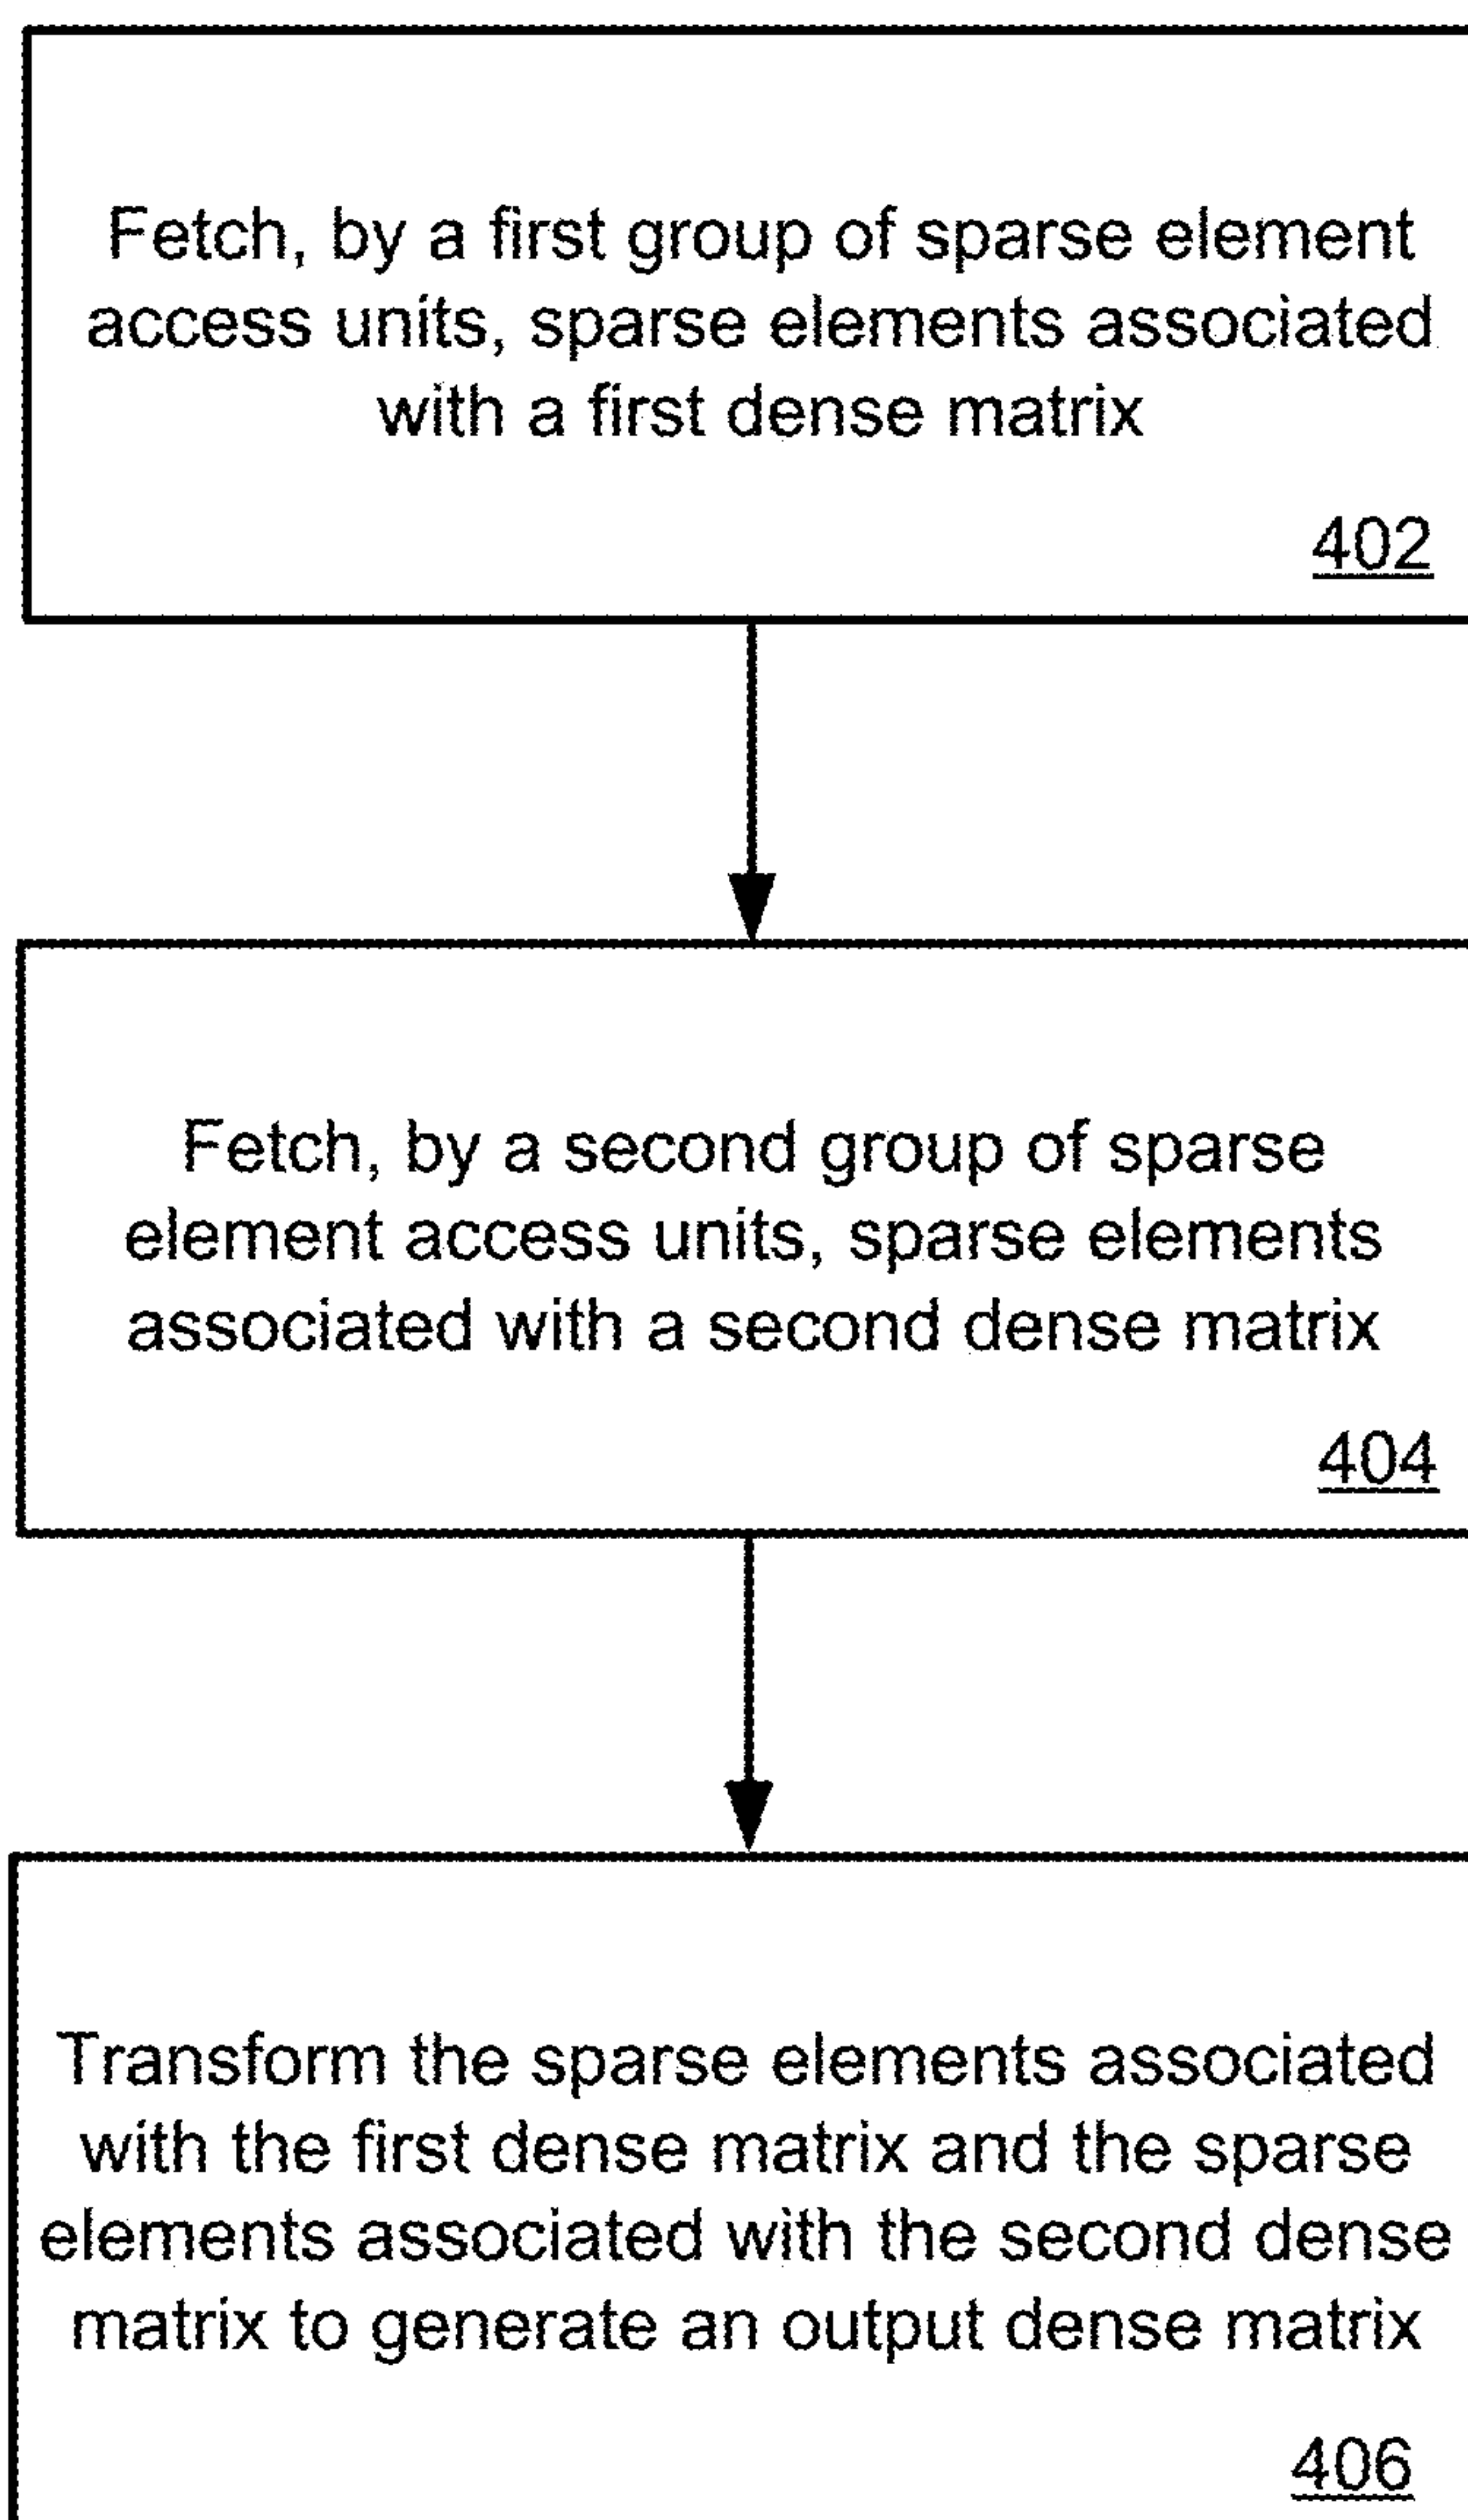 Fetch, by a first group of sparse element
access units, sparse elements associated
with a first dense matrix
402
Fetch, by a second group of sparse
element access units, sparse elements
associated with a second dense matrix
404
Transform the sparse elements associated
with the first dense matrix and the sparse
elements associated with the second dense
matrix to generate an output dense matrix
406